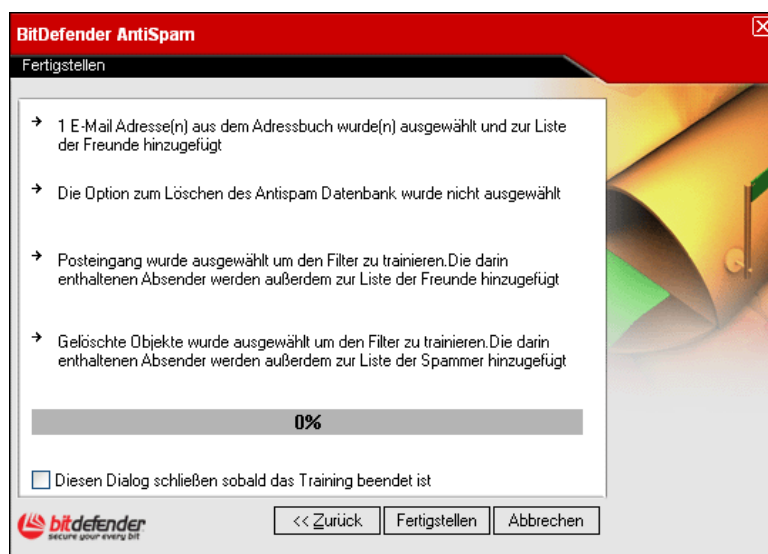 BitDefender AntiSpam
Fertigstellen
1 E-Mail Adresse(n) aus dem Adressbuch wurde(n) ausgewählt und zur Liste
der Freunde hinzugefügt
Die Option zum Löschen des Antispam Datenbank wurde nicht ausgewählt
Posteingang wurde ausgewählt um den Filter zu trainieren.Die darin
enthaltenen Absender werden außerdem zur Liste der Freunde hinzugefügt
Gelöschte Objekte wurde ausgewählt um den Filter zu trainieren.Die darin
enthaltenen Absender werden außerdem zur Liste der Spammer hinzugefügt
0%
Diesen Dialog schließen sobald das Training beendet ist
bitdefender
secure your every bit
<< Zurück
Fertigstellen
Abbrechen